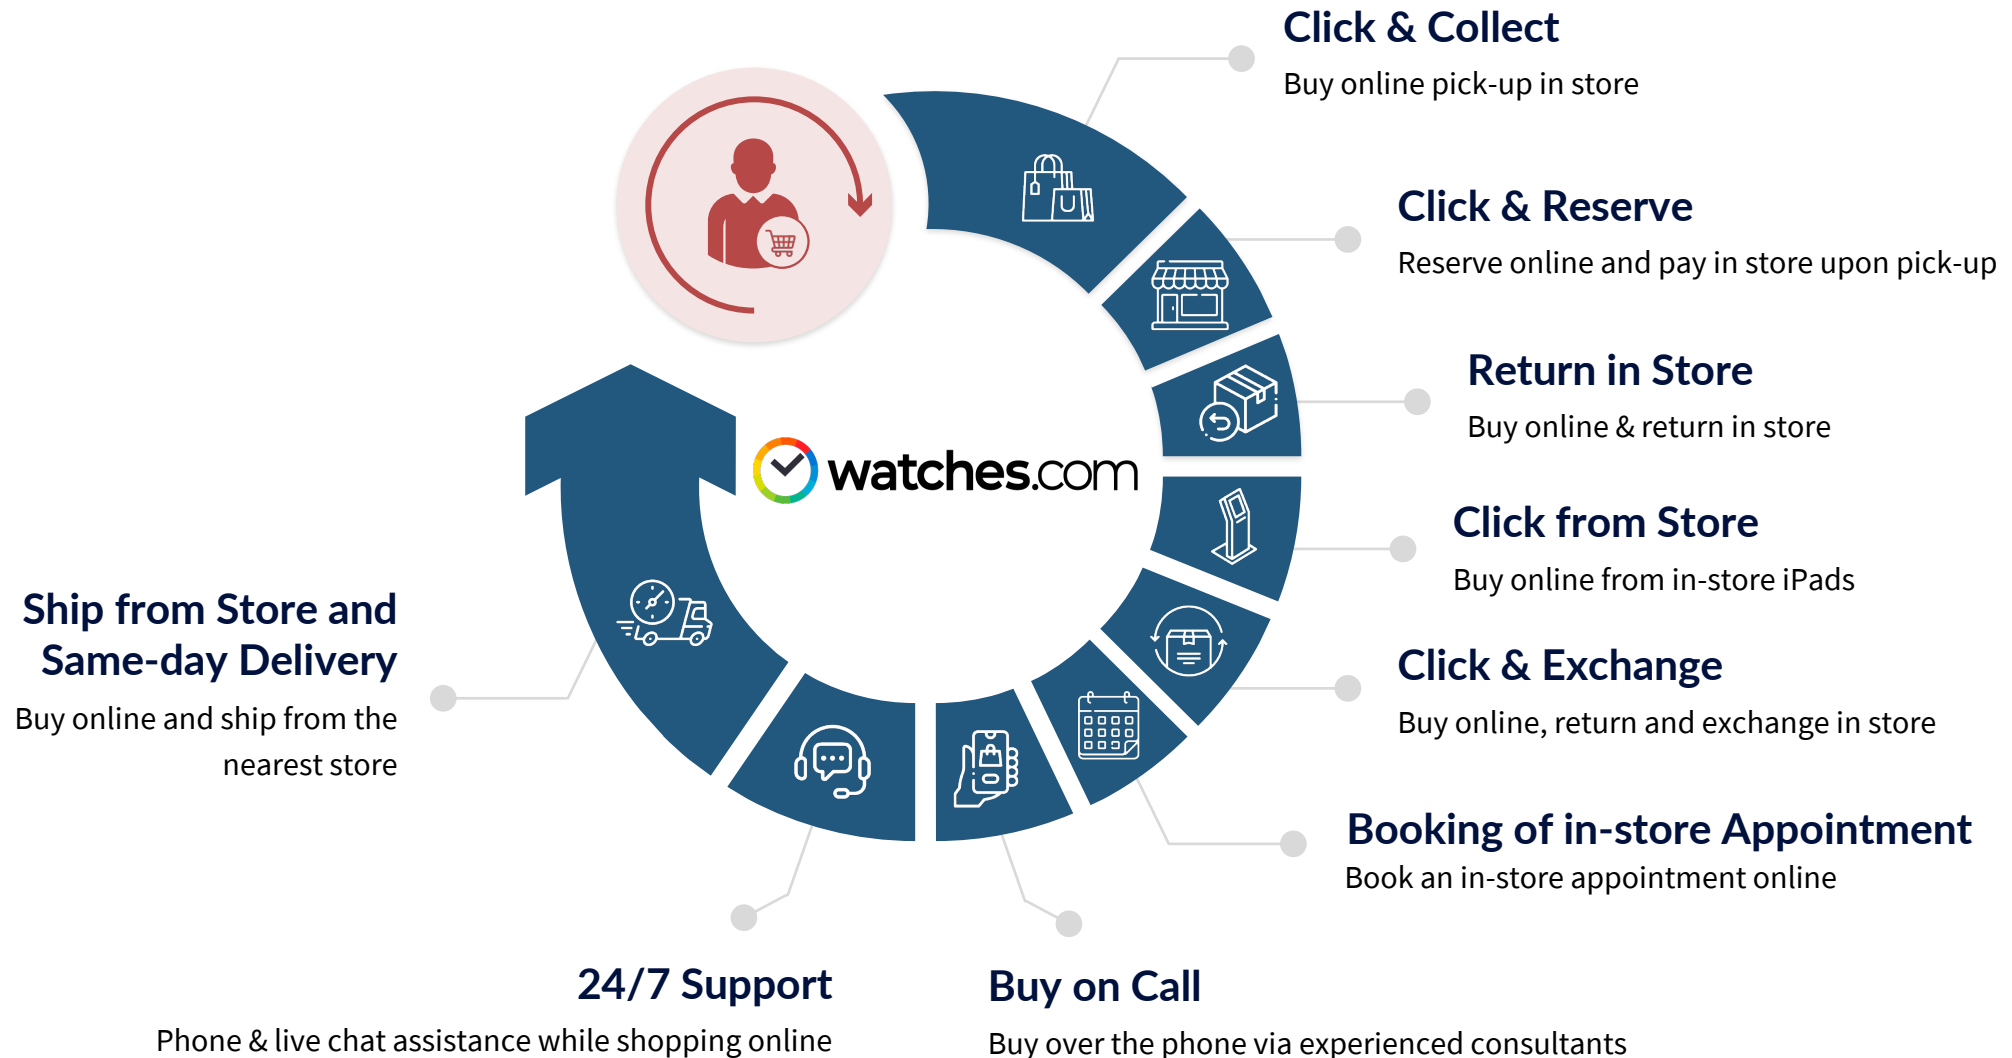 Click & Collect
Buy online pick-up in store
Click & Reserve
Reserve online and pay in store upon pick-up
Return in Store
Buy online & return in store
watches.com
Click from Store
Buy online from in-store iPads
Ship from Store and
Same-day Delivery
Buy online and ship from the
nearest store
Click & Exchange
Buy online, return and exchange in store
Booking of in-store Appointment
Book an in-store appointment online
24/7 Support
Phone & live chat assistance while shopping online
Buy on Call
Buy over the phone via experienced consultants